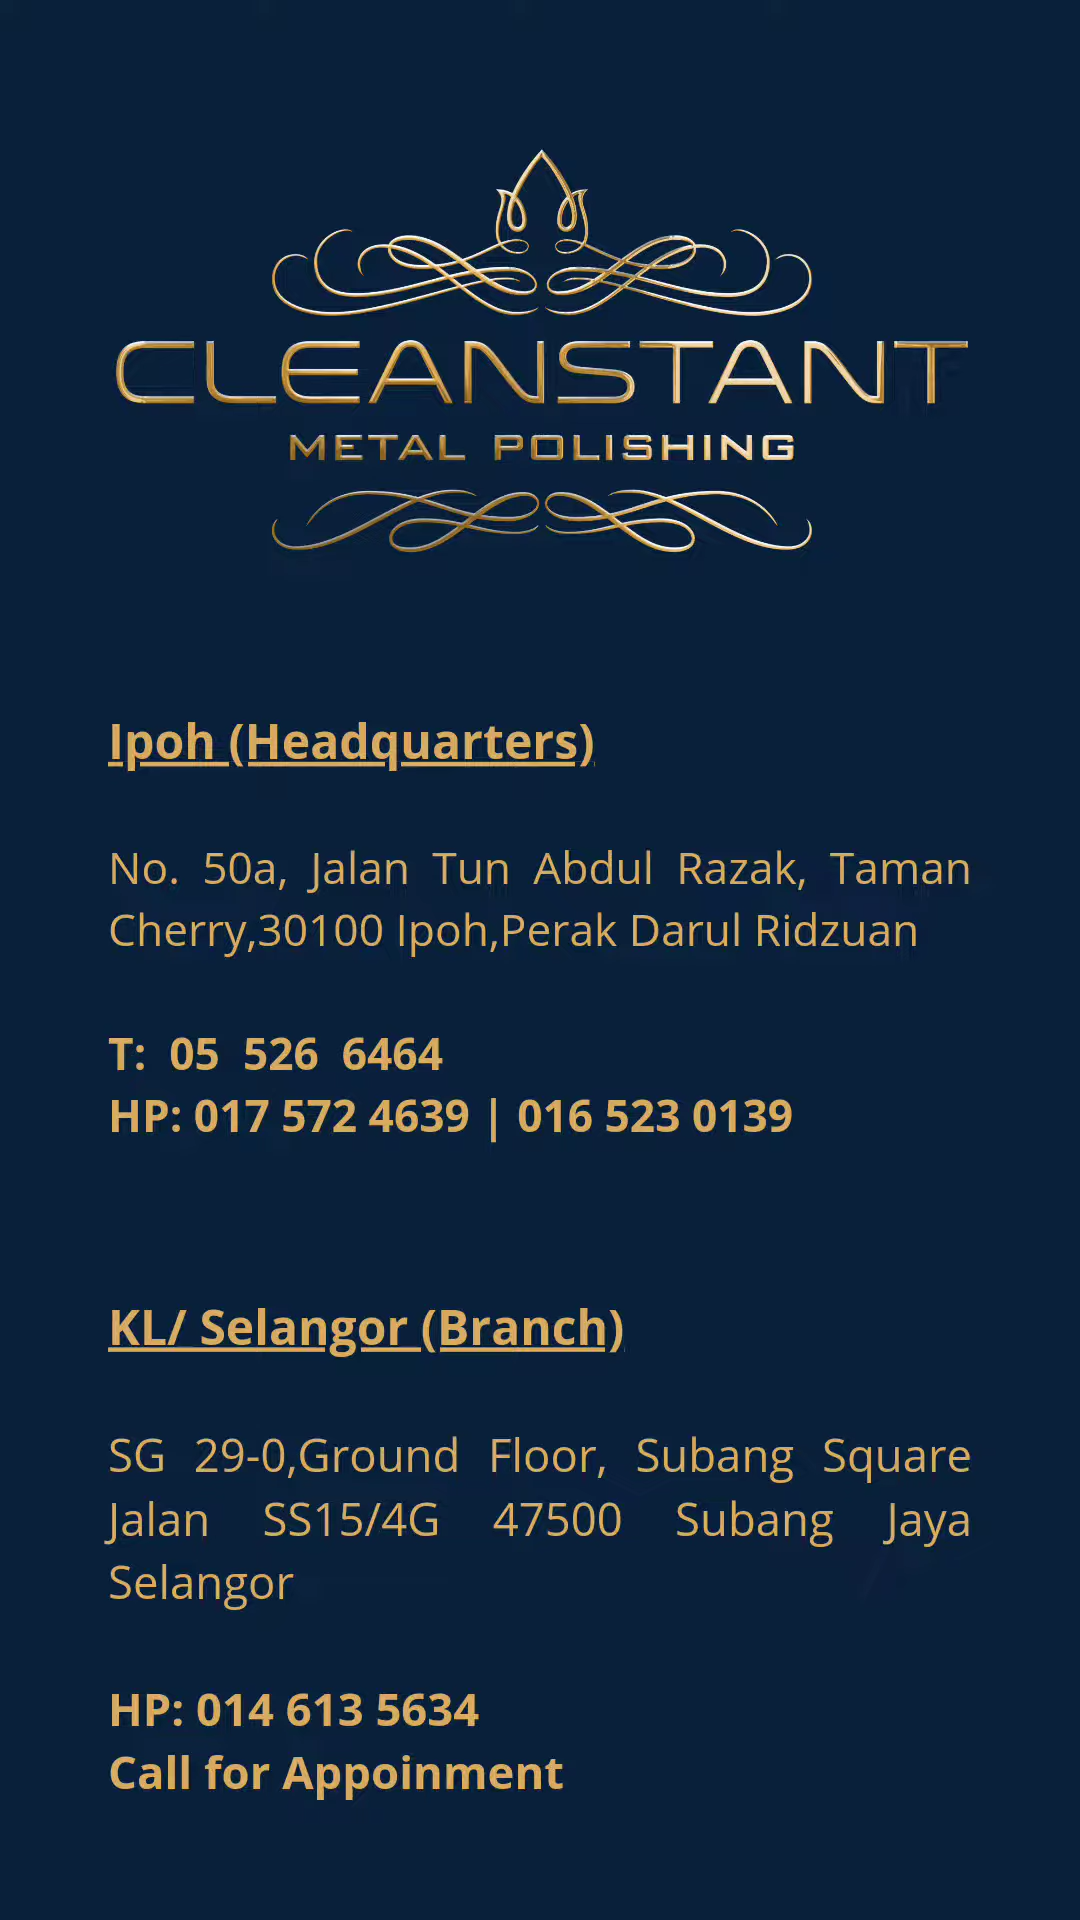 CLEANSTANT
METAL POLISHING
Ipoh (Headquarters)
No. 50a, Jalan Tun Abdul Razak, Taman
Cherry,30100 Ipoh,Perak Darul Ridzuan
T: 05 526 6464
HP: 017 572 4639 | 016 523 0139
KL/ Selangor (Branch)
SG 29-0,Ground Floor, Subang Square
Jalan SS15/4G 47500 Subang Jaya
Selangor
HP: 014 613 5634
Call for Appoinment